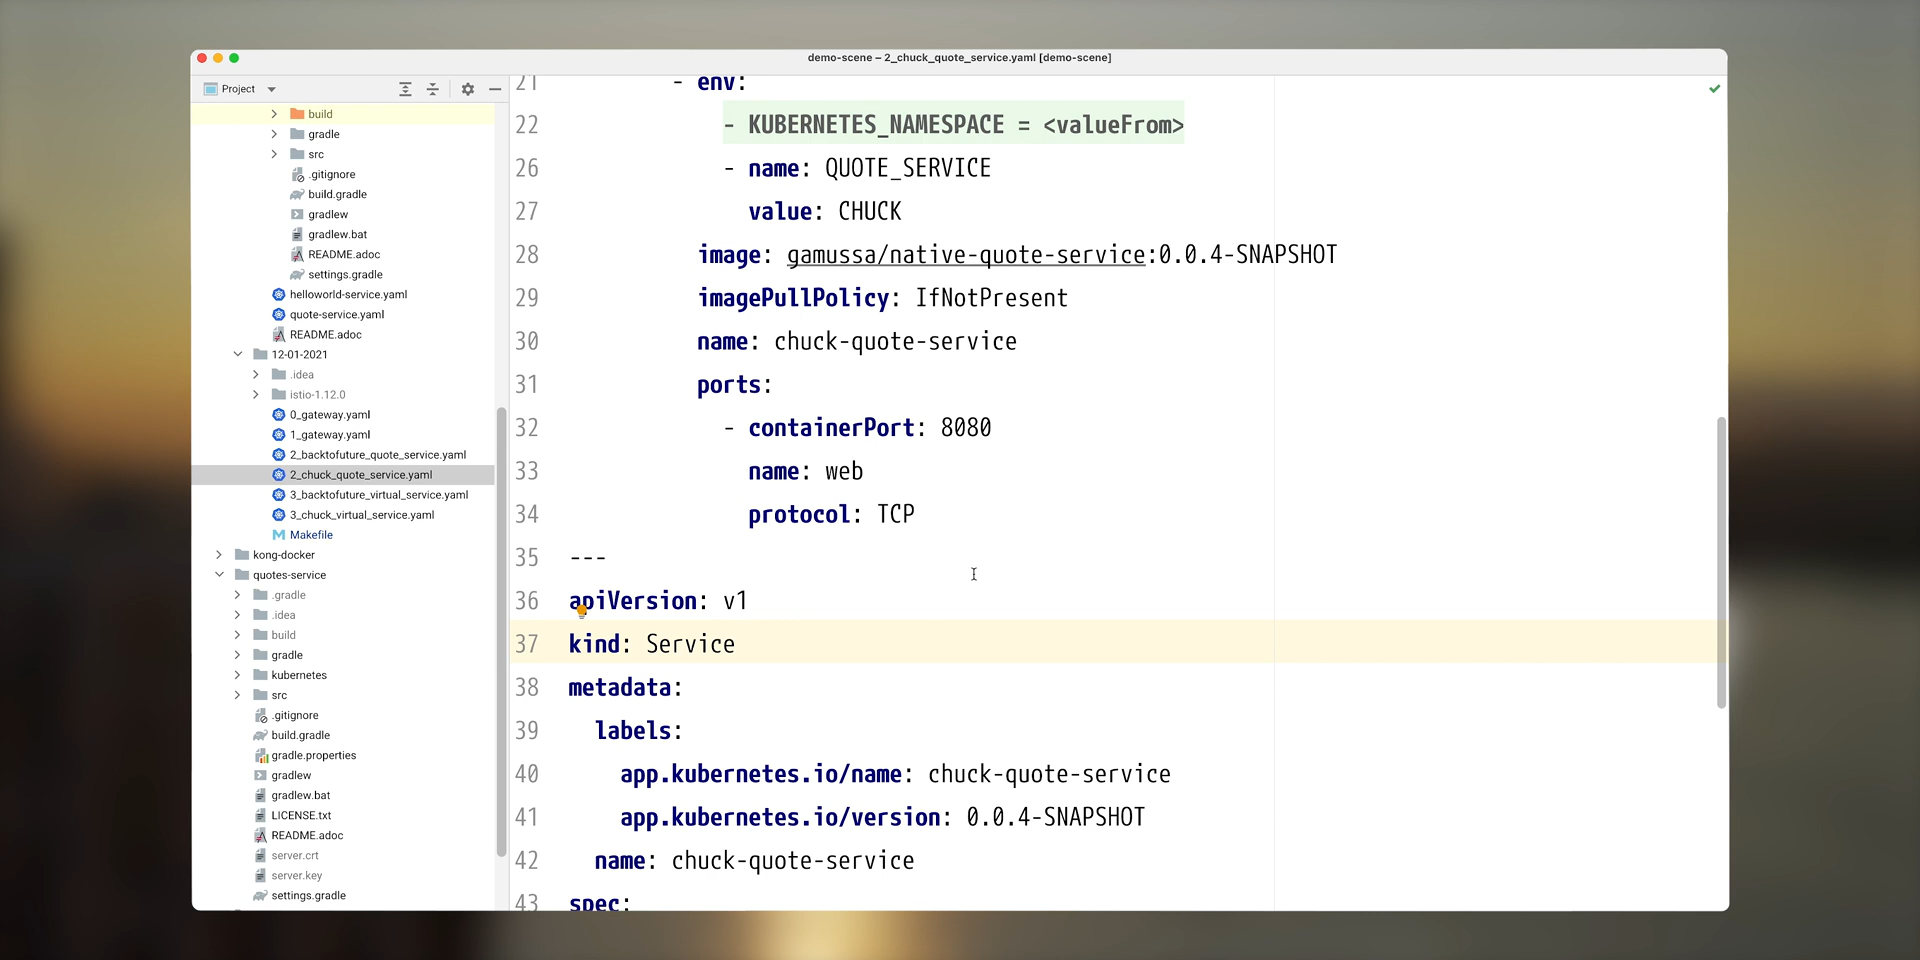 demo-scene – 2_chuck_quote_service.yaml [demo-scene]
Project
build
gradle
src
.gitignore
build.gradle
gradlew
gradlew.bat
README.adoc
settings.gradle
helloworld-service.yaml
quote-service.yaml
README.adoc
12-01-2021
.idea
istio-1.12.0
0_gateway.yaml
1_gateway.yaml
2_backtofuture_quote_service.yaml
2_chuck_quote_service.yaml
3_backtofuture_virtual_service.yaml
3_chuck_virtual_service.yaml
Makefile
kong-docker
quotes-service
.gradle
.idea
build
gradle
kubernetes
src
.gitignore
build.gradle
gradle.properties
gradlew
gradlew.bat
LICENSE.txt
README.adoc
server.crt
server.key
settings.gradle
21 - env:
22 - KUBERNETES_NAMESPACE = <valueFrom>
26 - name: QUOTE_SERVICE
27 value: CHUCK
28 image: gamussa/native-quote-service:0.0.4-SNAPSHOT
29 imagePullPolicy: IfNotPresent
30 name: chuck-quote-service
31 ports:
32 - containerPort: 8080
33 name: web
34 protocol: TCP
35 ---
36 apiVersion: v1
37 kind: Service
38 metadata:
39 labels:
40 app.kubernetes.io/name: chuck-quote-service
41 app.kubernetes.io/version: 0.0.4-SNAPSHOT
42 name: chuck-quote-service
43 spec: